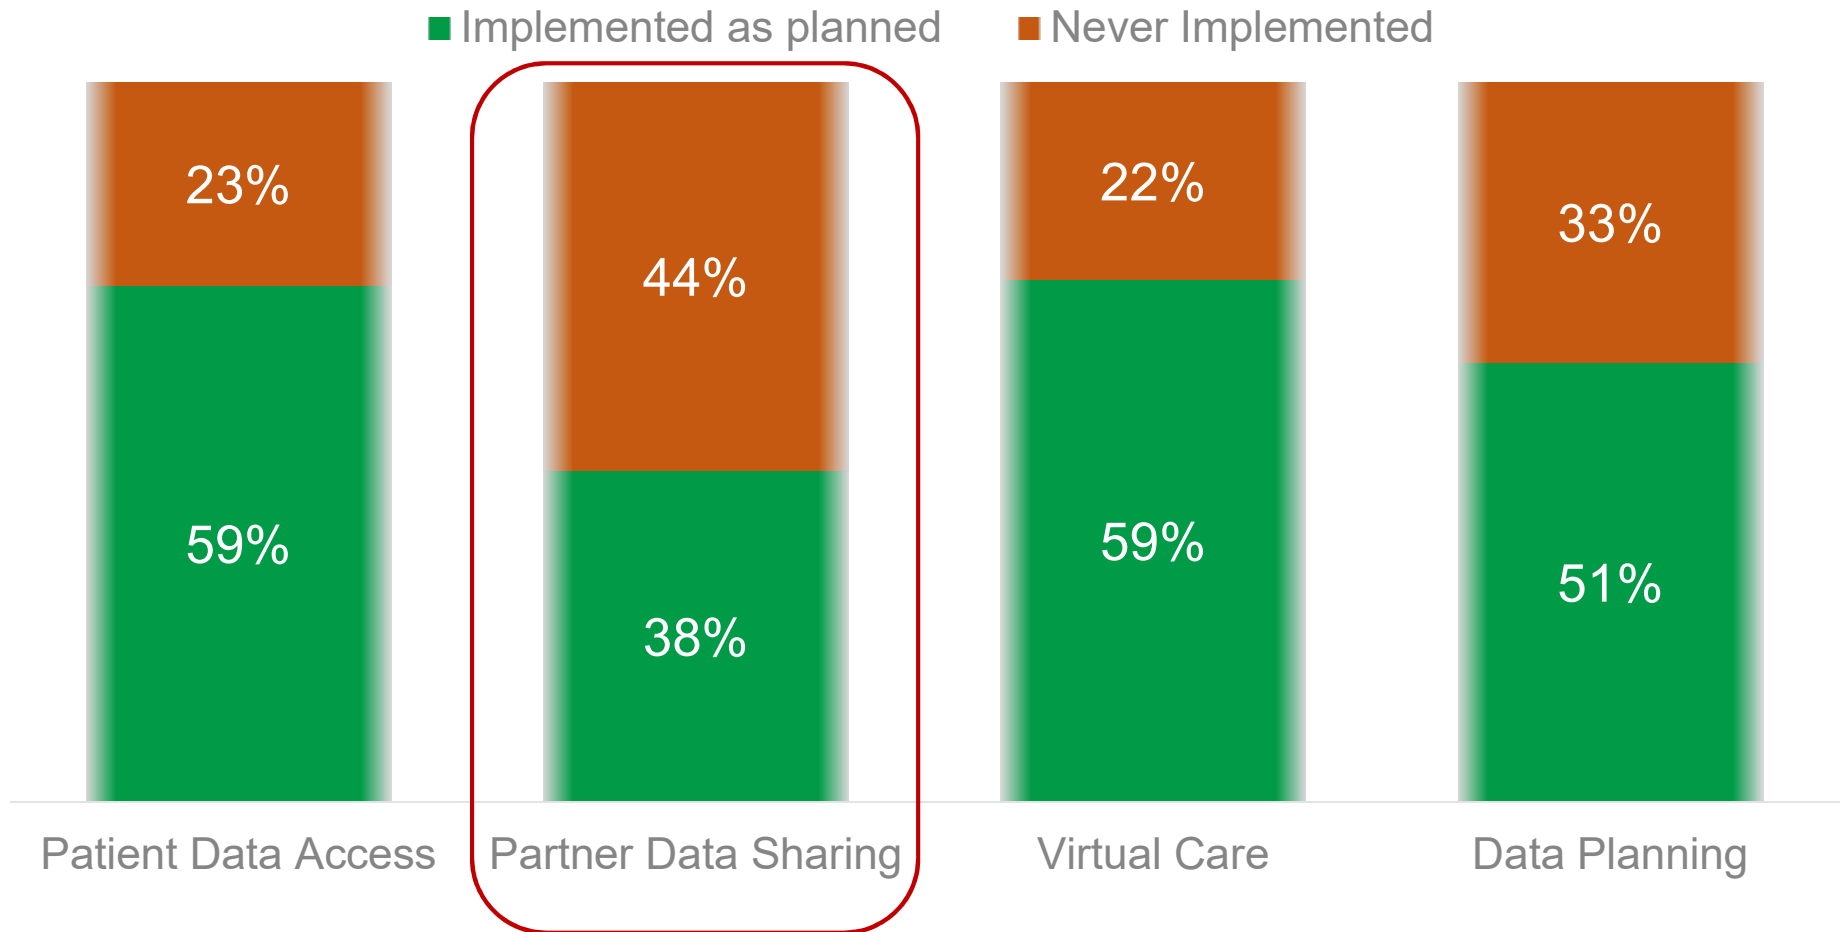 Implemented as planned Never Implemented
23% 44% 22% 33%
59% 38% 59% 51%
Patient Data Access Partner Data Sharing Virtual Care Data Planning